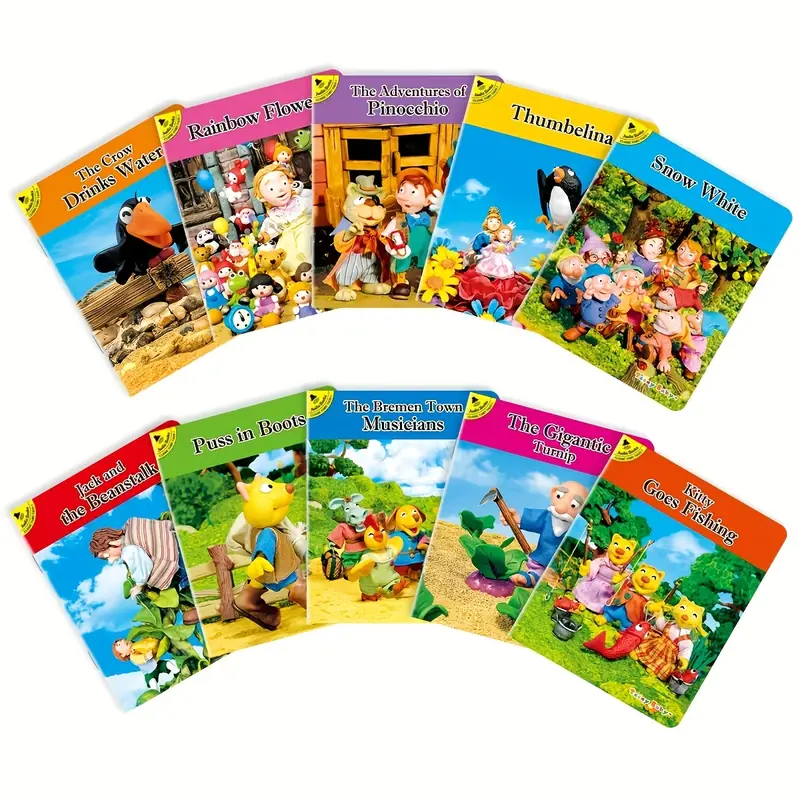 The Crow
Drinks Water
Rainbow Flowe
The Adventures of
Pinocchio
Thumbelina
Snow White
Jack and
the Beanstalk
Puss in Boots
The Bremen Town
Musicians
The Gigantic
Turnip
Kitty
Goes Fishing